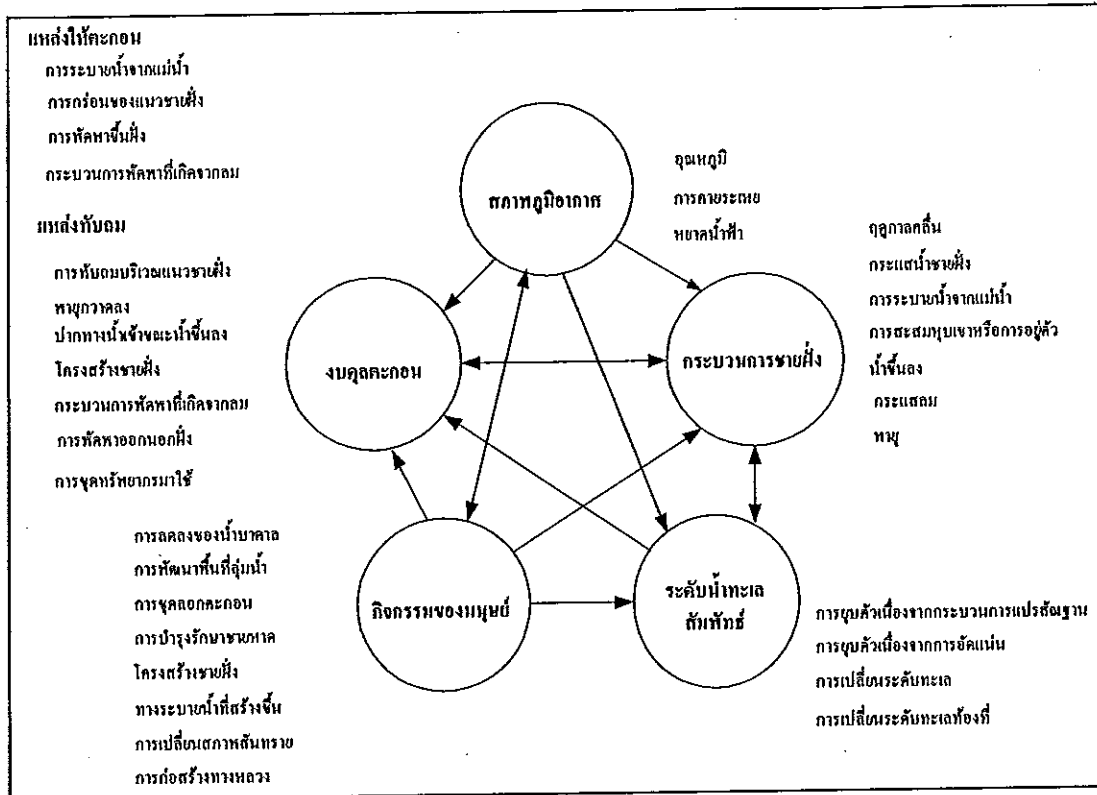 แหล่งให้ตะกอน
การระบายน้ำจากแม่น้ำ
การกร่อนของแนวชายฝั่ง
การพัดพาขึ้นฝั่ง
กระบวนการพัดพาที่เกิดจากลม
แหล่งทับถม
การทับถมบริเวณแนวชายฝั่ง
พายุกวาดลง
ปากทางน้ำเข้าขณะน้ำขึ้นลง
โครงสร้างชายฝั่ง
กระบวนการพัดพาที่เกิดจากลม
การพัดพาออกนอกฝั่ง
การขุดทรัพยากรมาใช้
สภาพภูมิอากาศ
อุณหภูมิ
การคายระเหย
หยาดน้ำฟ้า
งบดุลตะกอน
กระบวนการชายฝั่ง
ฤดูกาลคลื่น
กระแสน้ำชายฝั่ง
การระบายน้ำจากแม่น้ำ
การสะสมหุบเขาหรือการอยู่ตัว
น้ำขึ้นลง
กระแสลม
พายุ
กิจกรรมของมนุษย์
การลดลงของน้ำบาดาล
การพัฒนาพื้นที่ลุ่มน้ำ
การขุดลอกตะกอน
การบำรุงรักษาชายหาด
โครงสร้างชายฝั่ง
ทางระบายน้ำที่สร้างขึ้น
การเปลี่ยนสภาพสันทราย
การก่อสร้างทางหลวง
ระดับน้ำทะเล
สัมพัทธ์
การยุบตัวเนื่องจากกระบวนการแปรสัณฐาน
การยุบตัวเนื่องจากการอัดแน่น
การเปลี่ยนระดับทะเล
การเปลี่ยนระดับทะเลท้องที่